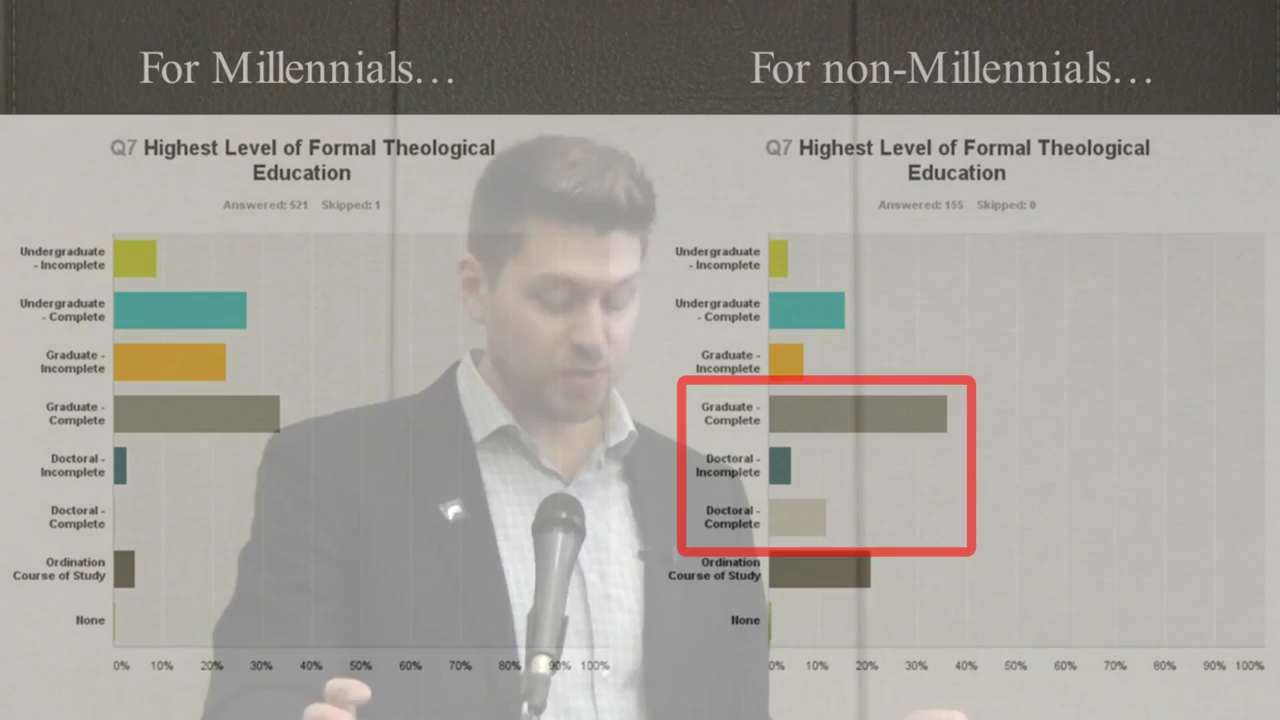 For Millennials…
For non-Millennials…
Q7 Highest Level of Formal Theological
Education
Answered: 521 Skipped: 1
Undergraduate
- Incomplete
Undergraduate
- Complete
Graduate -
Incomplete
Graduate -
Complete
Doctoral -
Incomplete
Doctoral -
Complete
Ordination
Course of Study
None
0% 10% 20% 30% 40% 50% 60% 70% 80% 90% 100%
Q7 Highest Level of Formal Theological
Education
Answered: 155 Skipped: 0
Undergraduate
- Incomplete
Undergraduate
- Complete
Graduate -
Incomplete
Graduate -
Complete
Doctoral -
Incomplete
Doctoral -
Complete
Ordination
Course of Study
None
0% 10% 20% 30% 40% 50% 60% 70% 80% 90% 100%